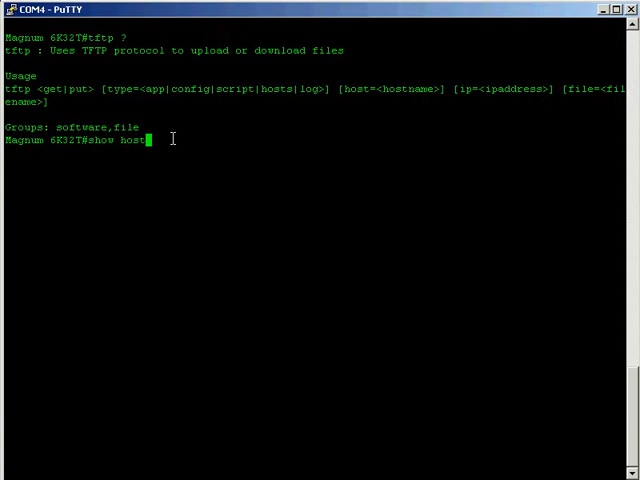 COM4 - PuTTY
Magnum 6K32T#tftp ?
tftp : Uses TFTP protocol to upload or download files
Usage
tftp <get|put> [type=<app|config|script|hosts|log>] [host=<hostname>] [ip=<ipaddress>] [file=<fil
ename>]
Groups: software,file
Magnum 6K32T#show host